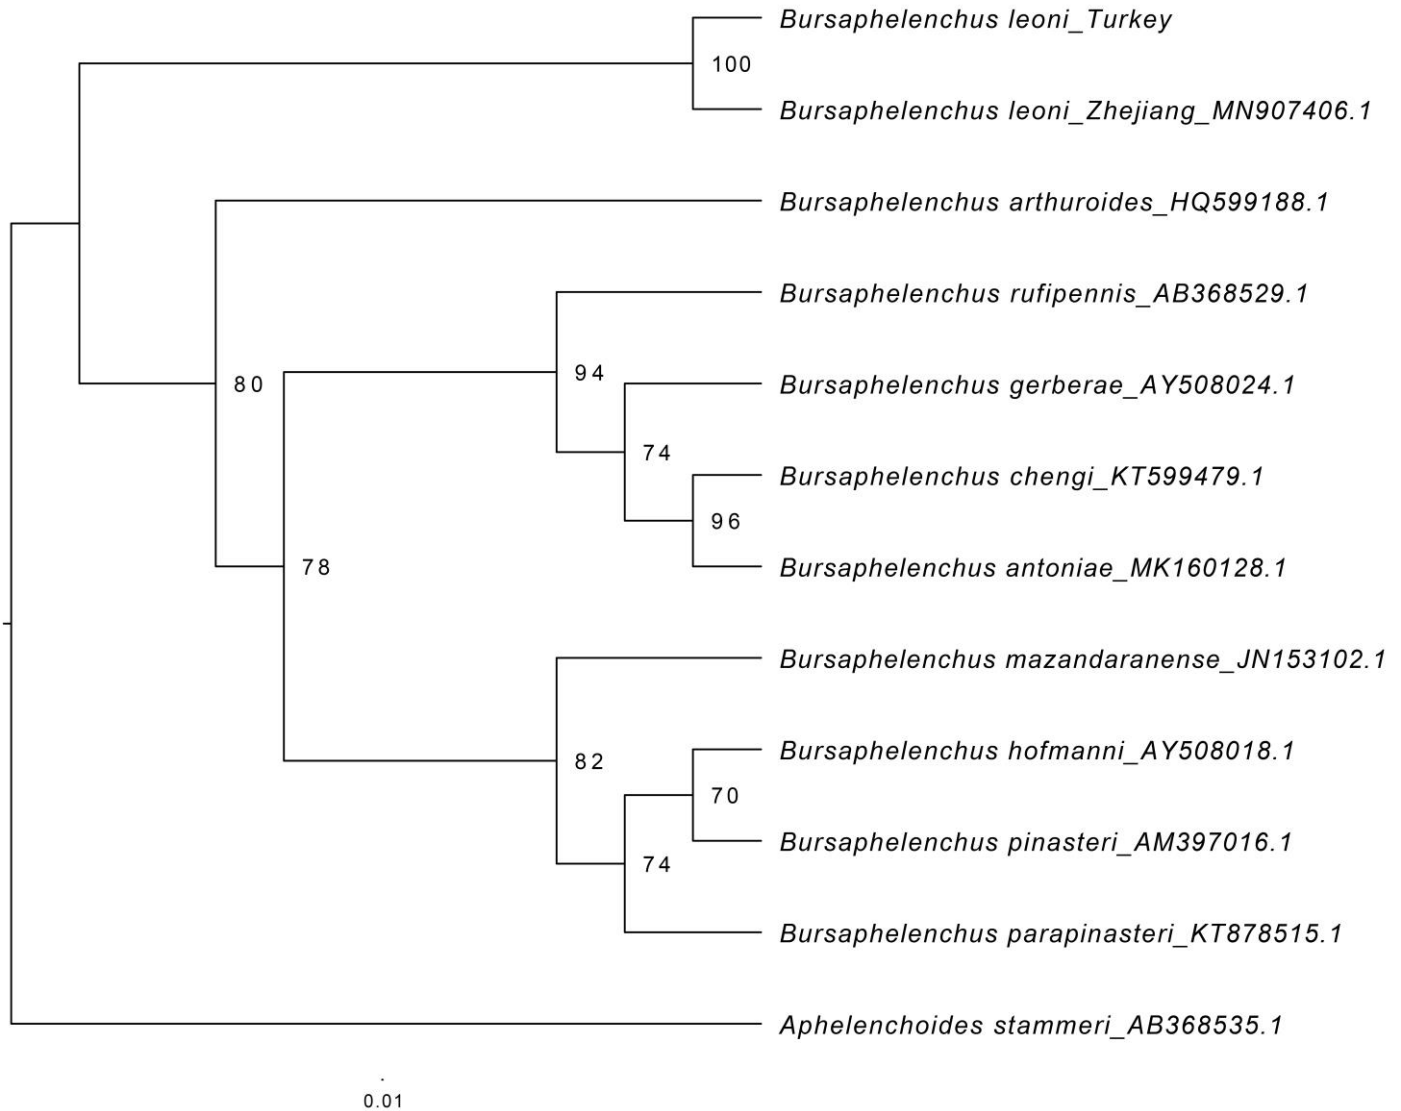 Bursaphelenchus leoni_Turkey
100
Bursaphelenchus leoni_Zhejiang_MN907406.1
Bursaphelenchus arthuroides_HQ599188.1
Bursaphelenchus rufipennis_AB368529.1
94
80
Bursaphelenchus gerberae_AY508024.1
74
Bursaphelenchus chengi_KT599479.1
96
78
Bursaphelenchus antoniae_MK160128.1
Bursaphelenchus mazandaranense_JN153102.1
Bursaphelenchus hofmanni_AY508018.1
82
70
Bursaphelenchus pinasteri_AM397016.1
74
Bursaphelenchus parapinasteri_KT878515.1
Aphelenchoides stammeri_AB368535.1
0.01